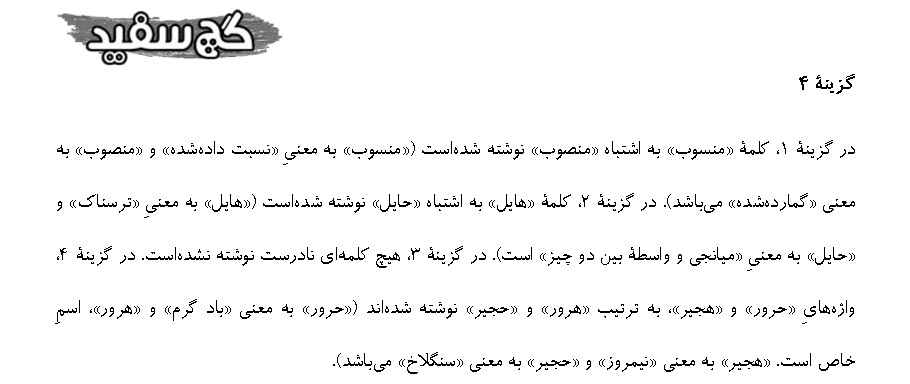 گچ سفید
گزینهٔ ۴
در گزینهٔ ۱، کلمهٔ «منسوب» به اشتباه «منصوب» نوشته شده‌است («منسوب» به معنیِ «نسبت داده‌شده» و «منصوب» به
معنی «گمارده‌شده» می‌باشد). در گزینهٔ ۲، کلمهٔ «هایل» به اشتباه «حایل» نوشته شده‌است («هایل» به معنیِ «ترسناک» و
«حایل» به معنیِ «میانجی و واسطهٔ بین دو چیز» است). در گزینهٔ ۳، هیچ کلمه‌ای نادرست نوشته نشده‌است. در گزینهٔ ۴،
واژه‌هایِ «حرور» و «هجیر»، به ترتیب «هرور» و «حجیر» نوشته شده‌اند («حرور» به معنی «باد گرم» و «هرور»، اسمِ
خاص است. «هجیر» به معنی «نیمروز» و «حجیر» به معنی «سنگلاخ» می‌باشد).